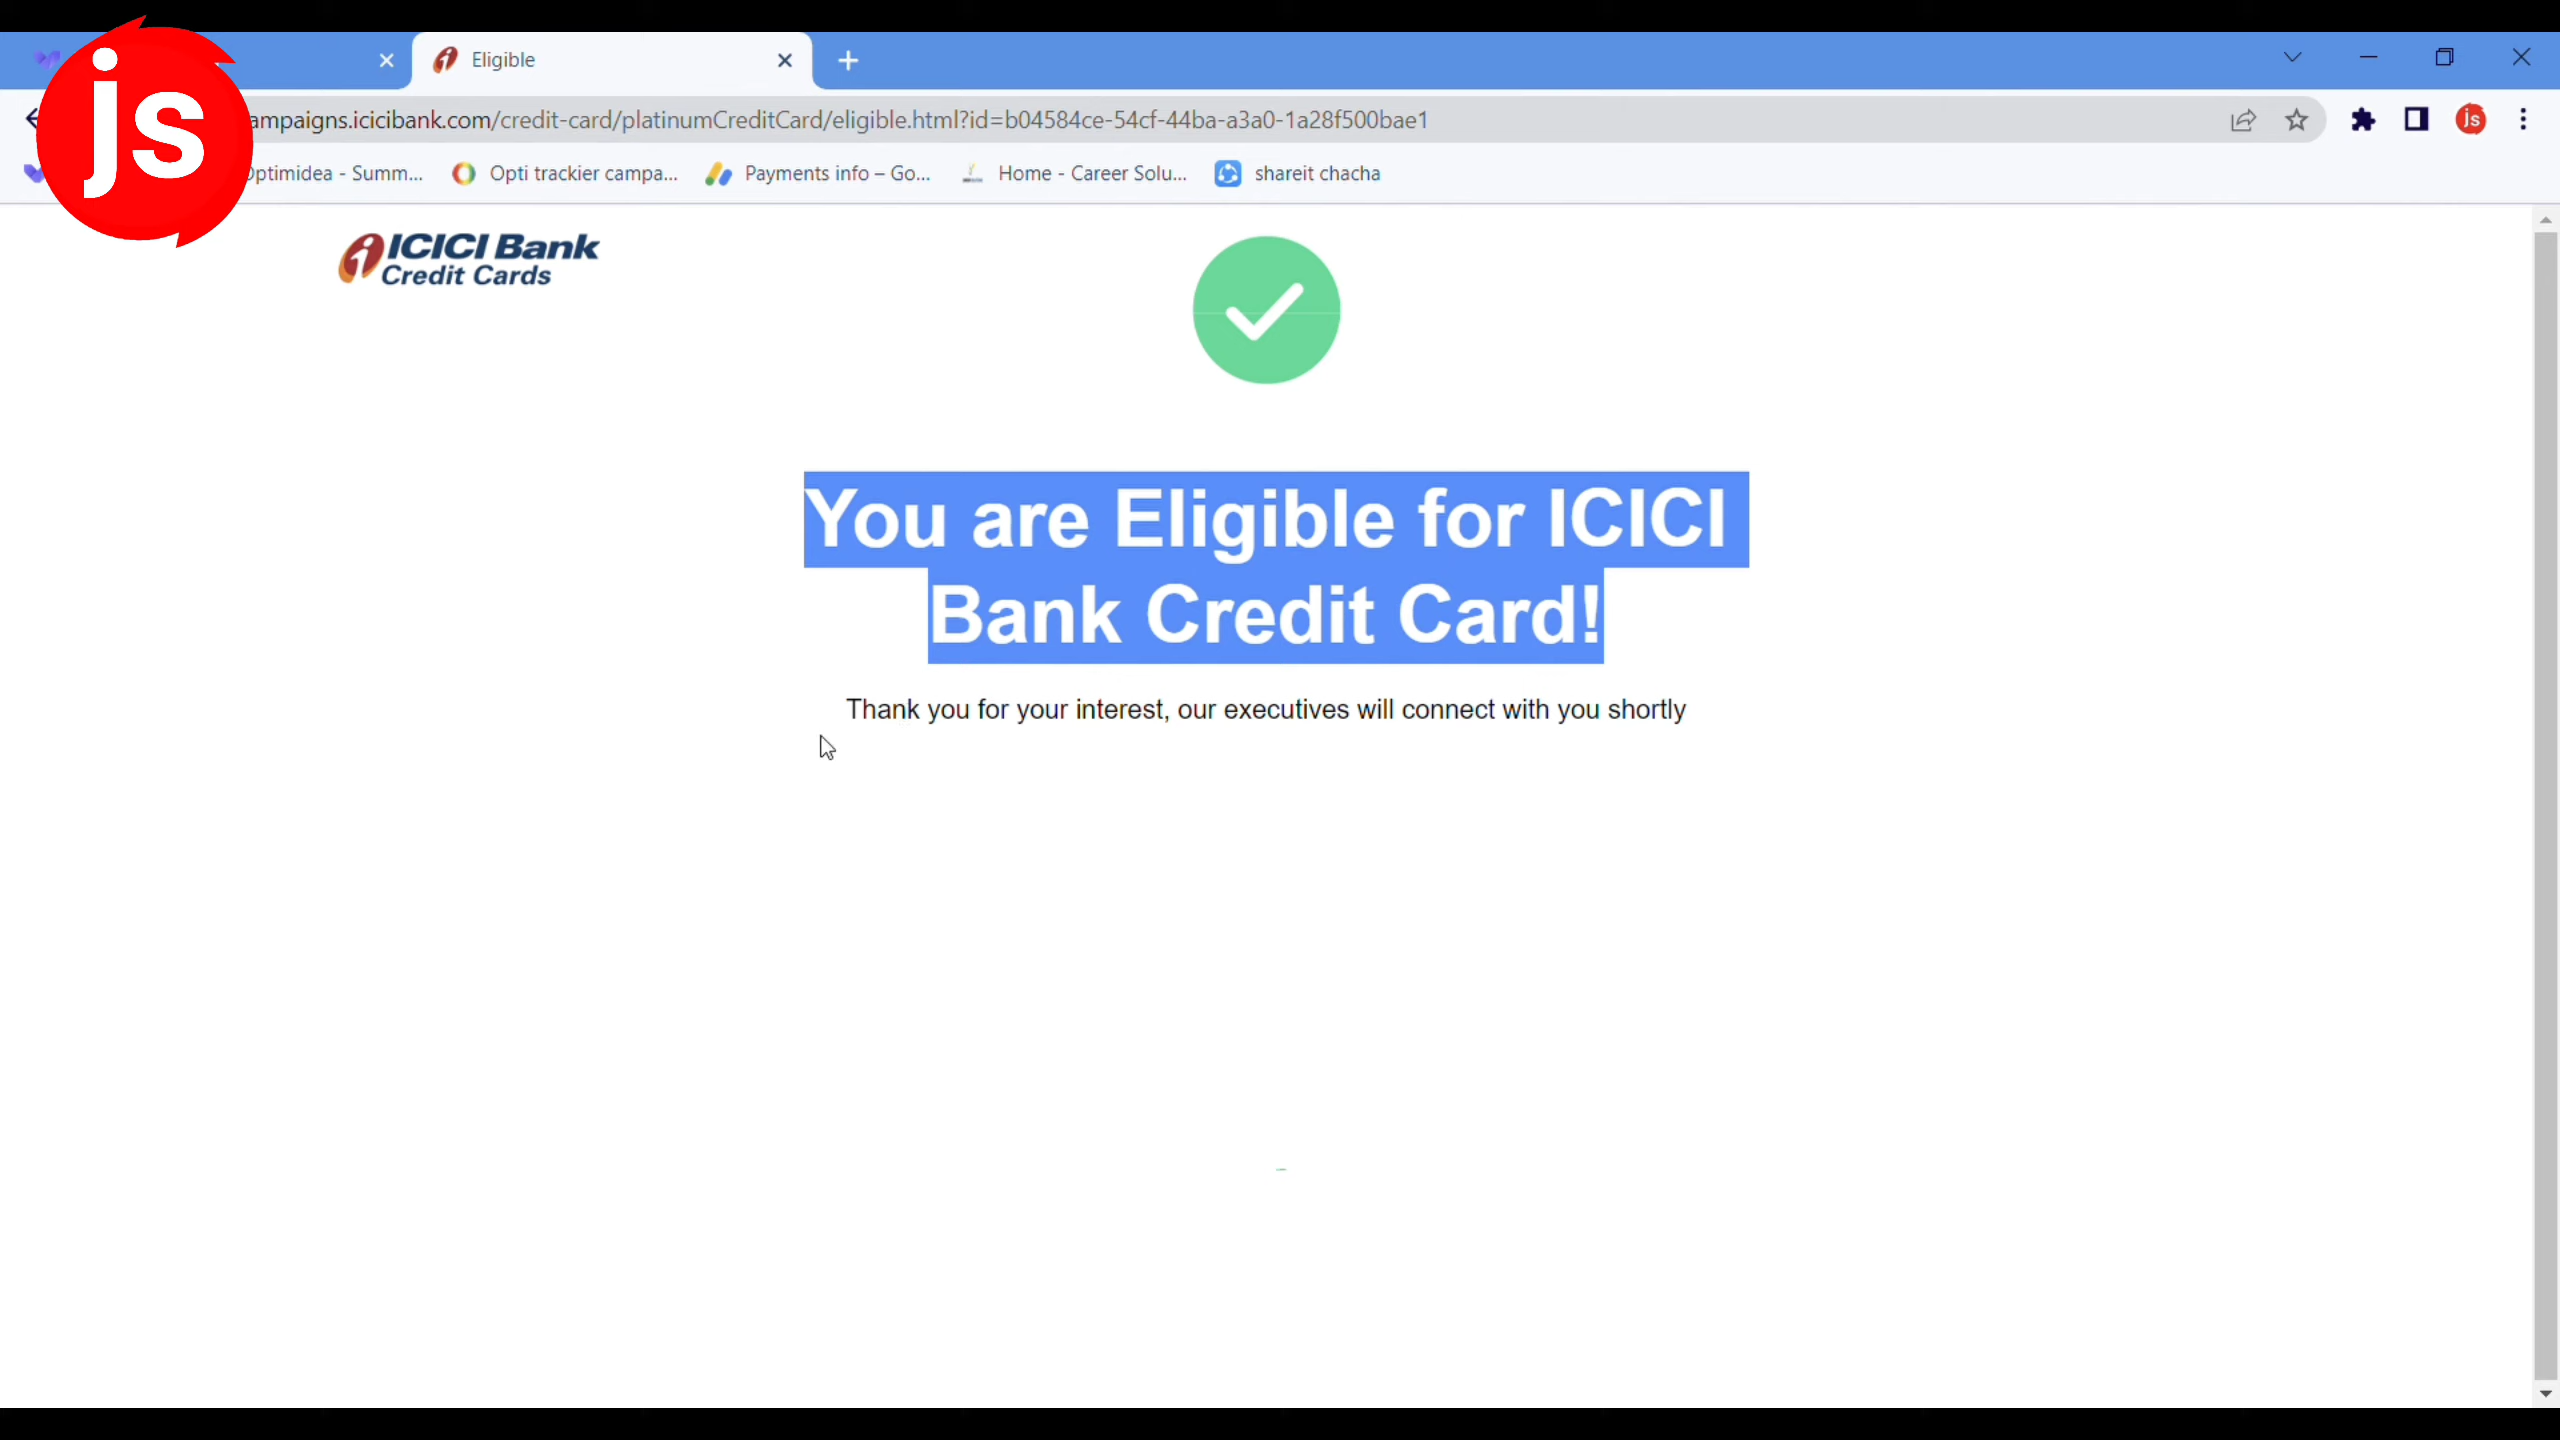 js
Eligible
ampaigns.icicibank.com/credit-card/platinumCreditCard/eligible.html?id=b04584ce-54cf-44ba-a3a0-1a28f500bae1
js
ptimidea - Summ...
Opti trackier campa...
Payments info – Go...
Home - Career Solu...
shareit chacha
ICICI Bank
Credit Cards
You are Eligible for ICICI
Bank Credit Card!
Thank you for your interest, our executives will connect with you shortly